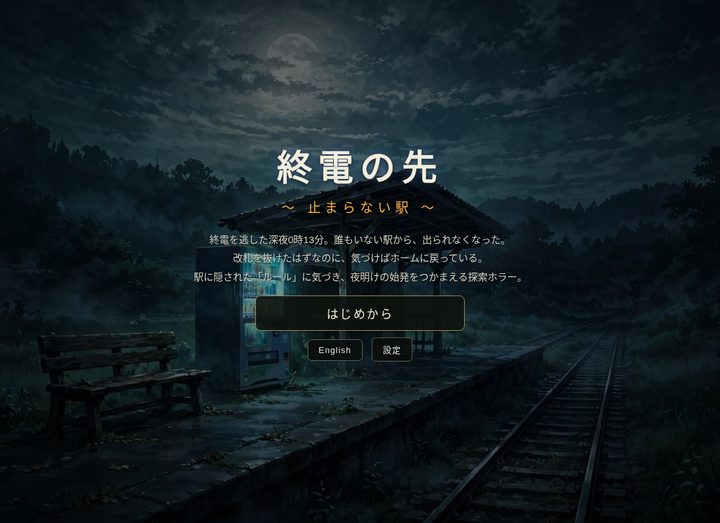 終電の先
〜 止まらない駅 〜
終電を逃した深夜0時13分。誰もいない駅から、出られなくなった。
改札を抜けたはずなのに、気づけばホームに戻っている。
駅に隠された「ルール」に気づき、夜明けの始発をつかまえる探索ホラー。
はじめから
English
設定